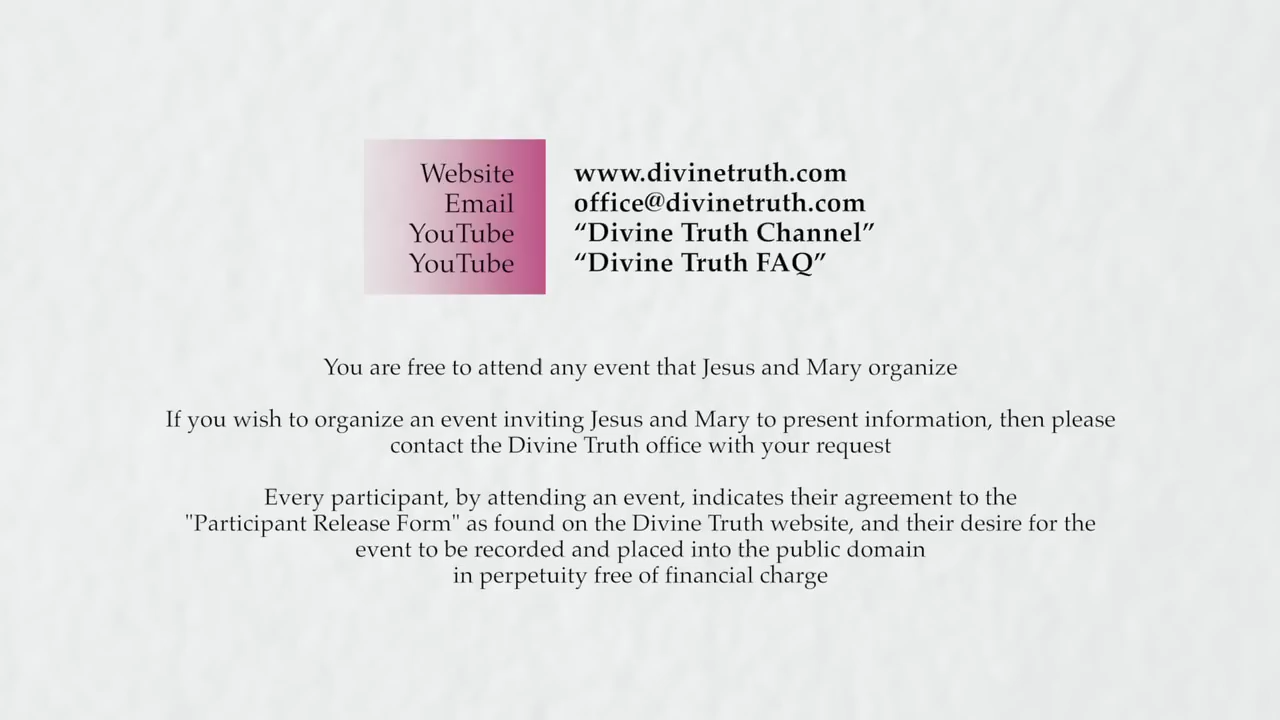 Website www.divinetruth.com
Email office@divinetruth.com
YouTube “Divine Truth Channel”
YouTube “Divine Truth FAQ”
You are free to attend any event that Jesus and Mary organize
If you wish to organize an event inviting Jesus and Mary to present information, then please
contact the Divine Truth office with your request
Every participant, by attending an event, indicates their agreement to the
"Participant Release Form" as found on the Divine Truth website, and their desire for the
event to be recorded and placed into the public domain
in perpetuity free of financial charge